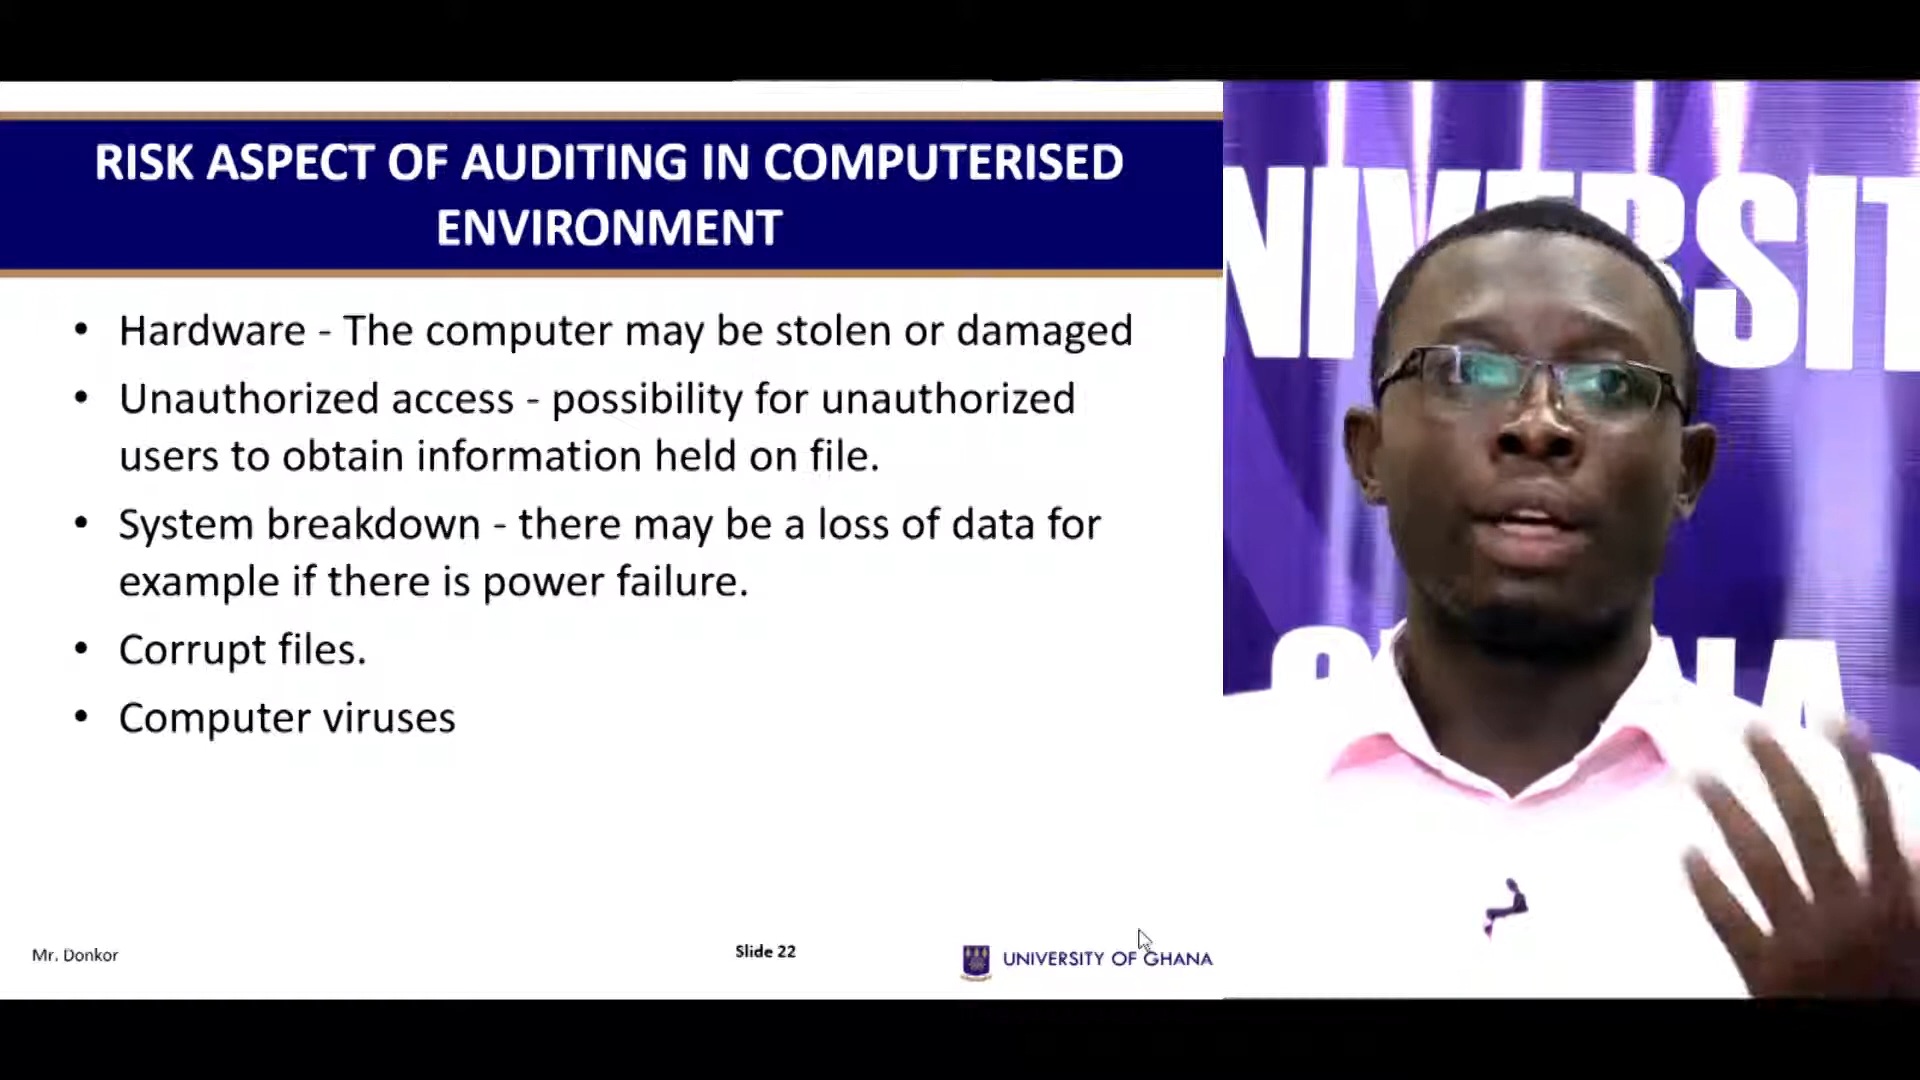 RISK ASPECT OF AUDITING IN COMPUTERISED
ENVIRONMENT
• Hardware - The computer may be stolen or damaged
• Unauthorized access - possibility for unauthorized
users to obtain information held on file.
• System breakdown - there may be a loss of data for
example if there is power failure.
• Corrupt files.
• Computer viruses
Mr. Donkor
Slide 22
UNIVERSITY OF GHANA